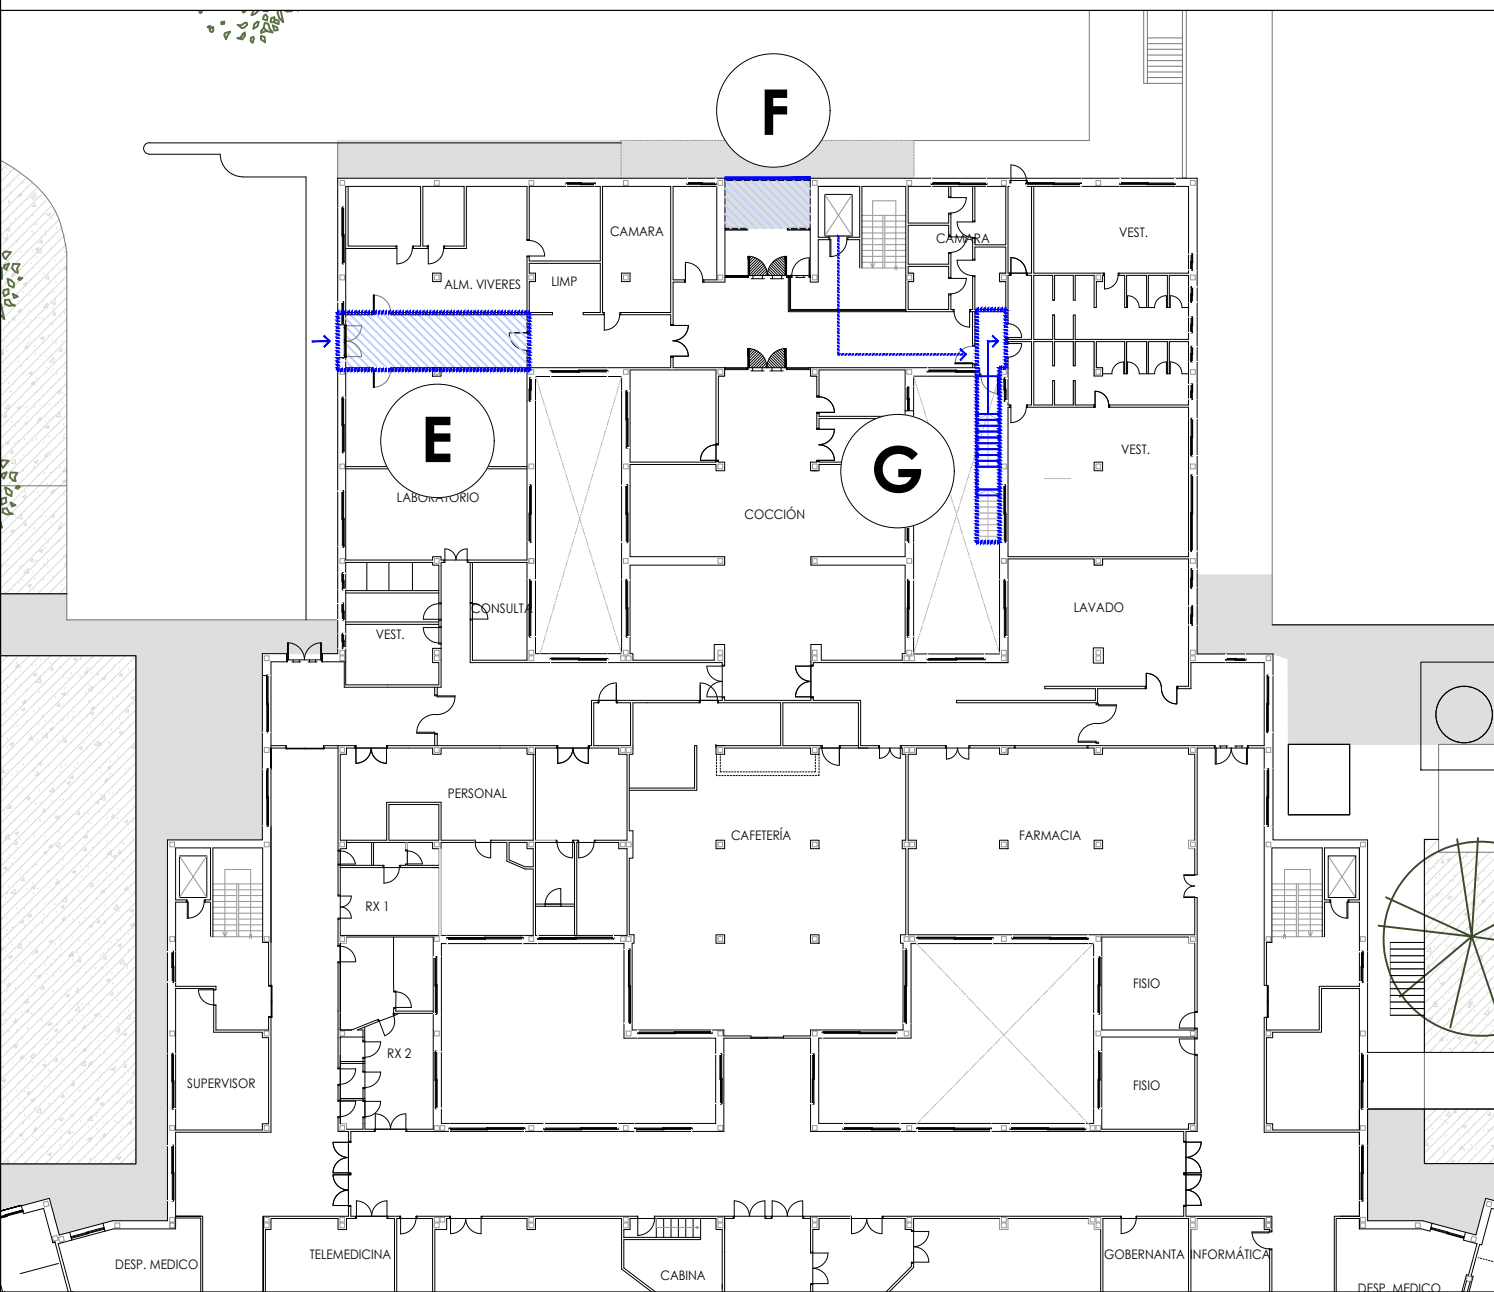 F
CAMARA
CAMARA
VEST.
ALM. VIVERES
LIMP
E
G
VEST.
LABORATORIO
COCCIÓN
CONSULTA
LAVADO
VEST.
PERSONAL
CAFETERÍA
FARMACIA
RX 1
FISIO
RX 2
SUPERVISOR
FISIO
TELEMEDICINA
GOBERNANTA
INFORMÁTICA
DESP. MEDICO
CABINA
DESP. MEDICO